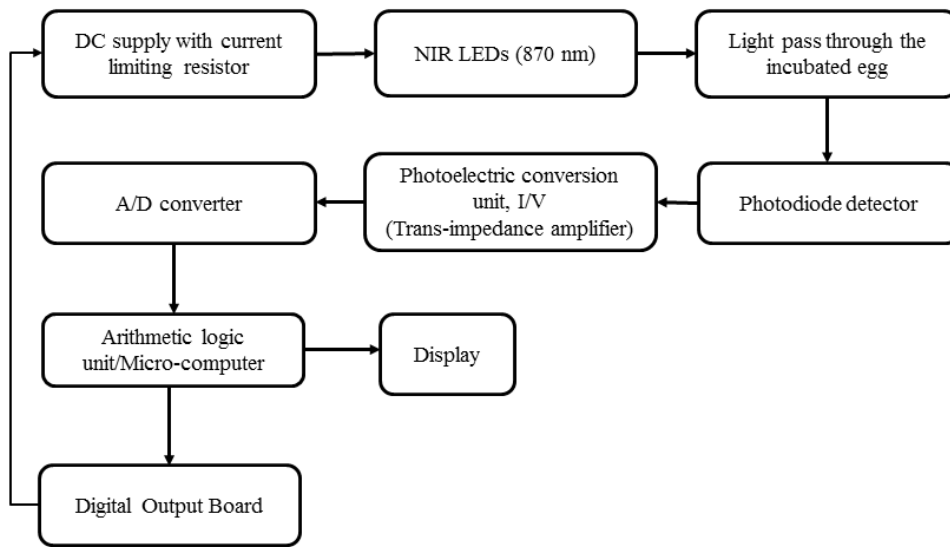 DC supply with current
limiting resistor
NIR LEDs (870 nm)
Light pass through the
incubated egg
Photodiode detector
Photoelectric conversion
unit, I/V
(Trans-impedance amplifier)
A/D converter
Arithmetic logic
unit/Micro-computer
Display
Digital Output Board